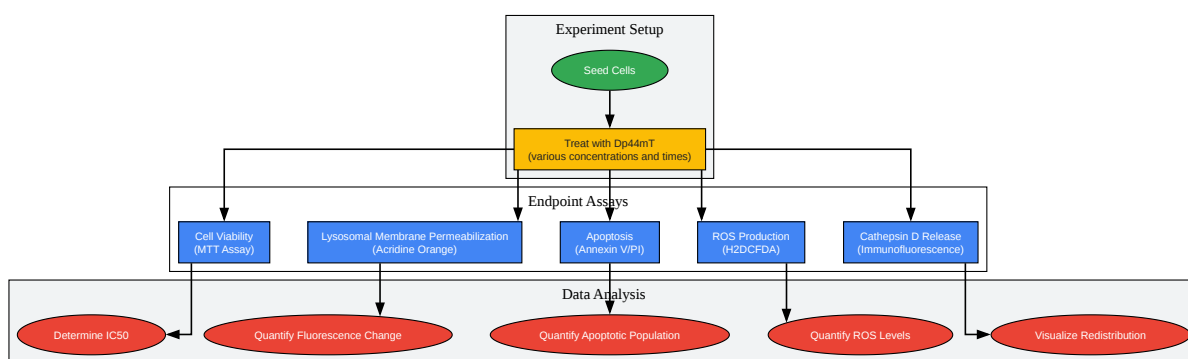 Experiment Setup
Seed Cells
Treat with Dp44mT
(various concentrations and times)
Endpoint Assays
Cell Viability
(MTT Assay)
Lysosomal Membrane Permeabilization
(Acridine Orange)
Apoptosis
(Annexin V/PI)
ROS Production
(H2DCFDA)
Cathepsin D Release
(Immunofluorescence)
Data Analysis
Determine IC50
Quantify Fluorescence Change
Quantify Apoptotic Population
Quantify ROS Levels
Visualize Redistribution